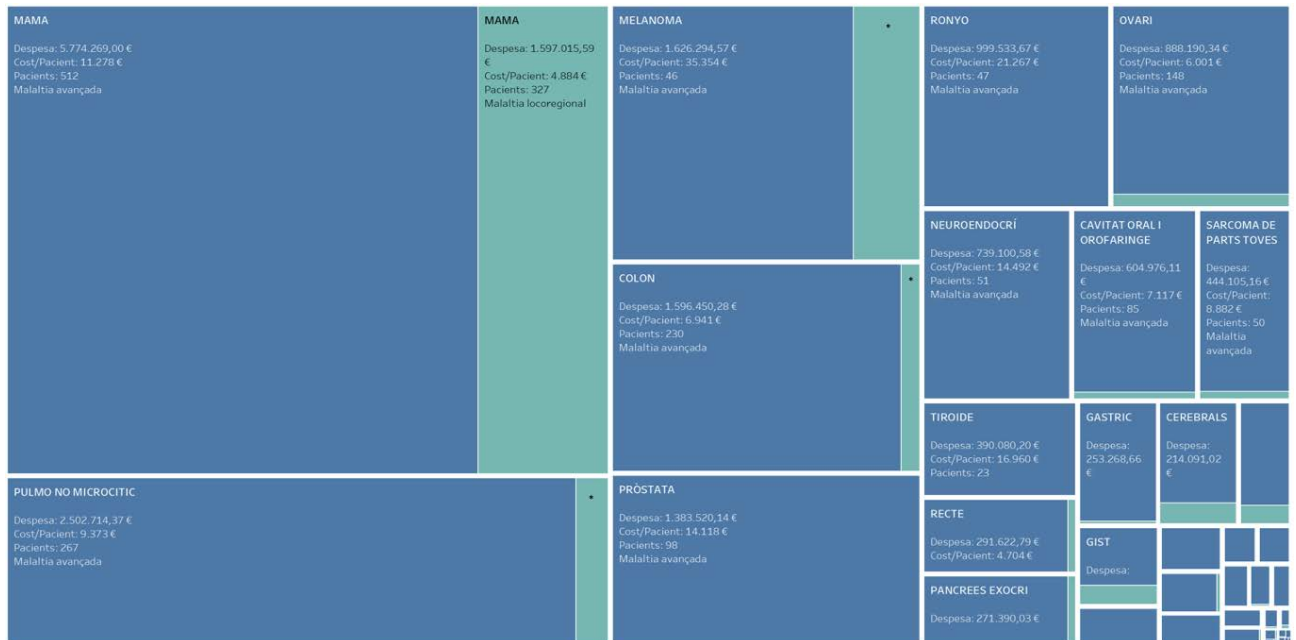 MAMA
Despesa: 5.774.269,00 €
Cost/Pacient: 11.278 €
Pacients: 512
Malaltia avançada
MAMA
Despesa: 1.597.015,59
€
Cost/Pacient: 4.884 €
Pacients: 327
Malaltia locoregional
MELANOMA
Despesa: 1.626.294,57 €
Cost/Pacient: 35.354 €
Pacients: 46
Malaltia avançada
RONYO
Despesa: 999.533,67 €
Cost/Pacient: 21.267 €
Pacients: 47
Malaltia avançada
OVARI
Despesa: 888.190,34 €
Cost/Pacient: 6.001 €
Pacients: 148
Malaltia avançada
NEUROENDOCRÍ
Despesa: 739.100,58 €
Cost/Pacient: 14.492 €
Pacients: 51
Malaltia avançada
CAVITAT ORAL I
OROFARINGE
Despesa: 604.976,11
€
Cost/Pacient: 7.117 €
Pacients: 85
Malaltia avançada
SARCOMA DE
PARTS TOVES
Despesa:
444.105,16 €
Cost/Pacient:
8.882 €
Pacients: 50
Malaltia
avançada
COLON
Despesa: 1.596.450,28 €
Cost/Pacient: 6.941 €
Pacients: 230
Malaltia avançada
TIROIDE
Despesa: 390.080,20 €
Cost/Pacient: 16.960 €
Pacients: 23
GASTRIC
Despesa:
253.268,66
€
CEREBRALS
Despesa:
214.091,02
€
PULMO NO MICROCITIC
Despesa: 2.502.714,37 €
Cost/Pacient: 9.373 €
Pacients: 267
Malaltia avançada
PRÒSTATA
Despesa: 1.383.520,14 €
Cost/Pacient: 14.118 €
Pacients: 98
Malaltia avançada
RECTE
Despesa: 291.622,79 €
Cost/Pacient: 4.704 €
GIST
Despesa:
PANCREES EXOCRI
Despesa: 271.390,03 €